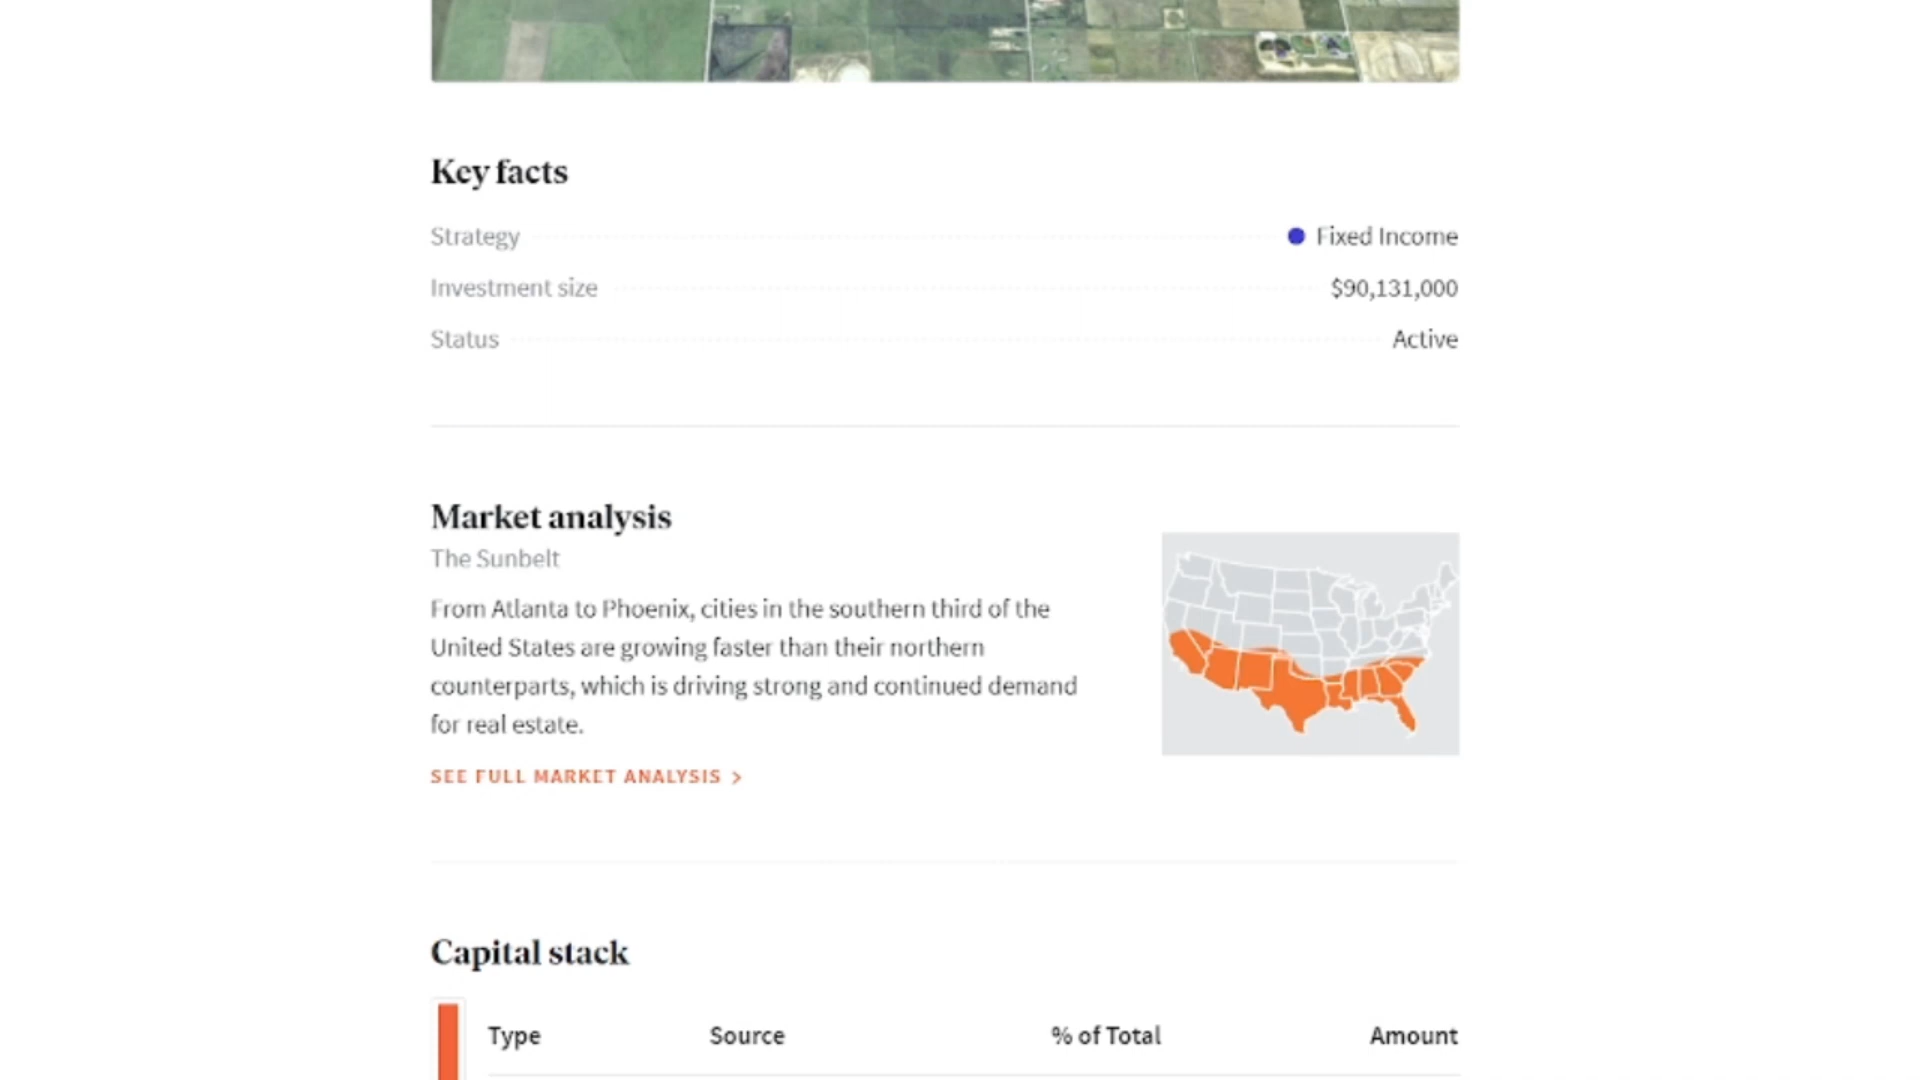 Key facts
Strategy Fixed Income
Investment size $90,131,000
Status Active
Market analysis
The Sunbelt
From Atlanta to Phoenix, cities in the southern third of the
United States are growing faster than their northern
counterparts, which is driving strong and continued demand
for real estate.
SEE FULL MARKET ANALYSIS >
Capital stack
Type Source % of Total Amount